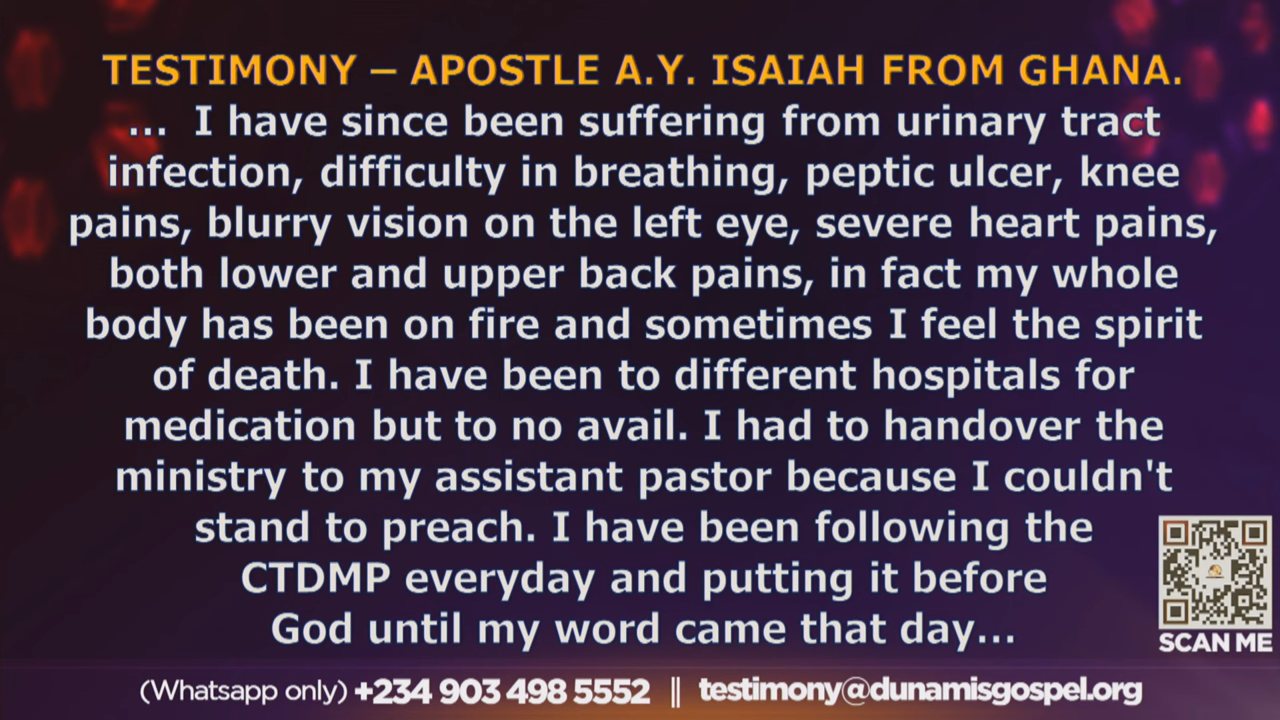 TESTIMONY – APOSTLE A.Y. ISAIAH FROM GHANA.
... I have since been suffering from urinary tract
infection, difficulty in breathing, peptic ulcer, knee
pains, blurry vision on the left eye, severe heart pains,
both lower and upper back pains, in fact my whole
body has been on fire and sometimes I feel the spirit
of death. I have been to different hospitals for
medication but to no avail. I had to handover the
ministry to my assistant pastor because I couldn't
stand to preach. I have been following the
CTDMP everyday and putting it before
God until my word came that day...
SCAN ME
(Whatsapp only) +234 903 498 5552 || testimony@dunamisgospel.org